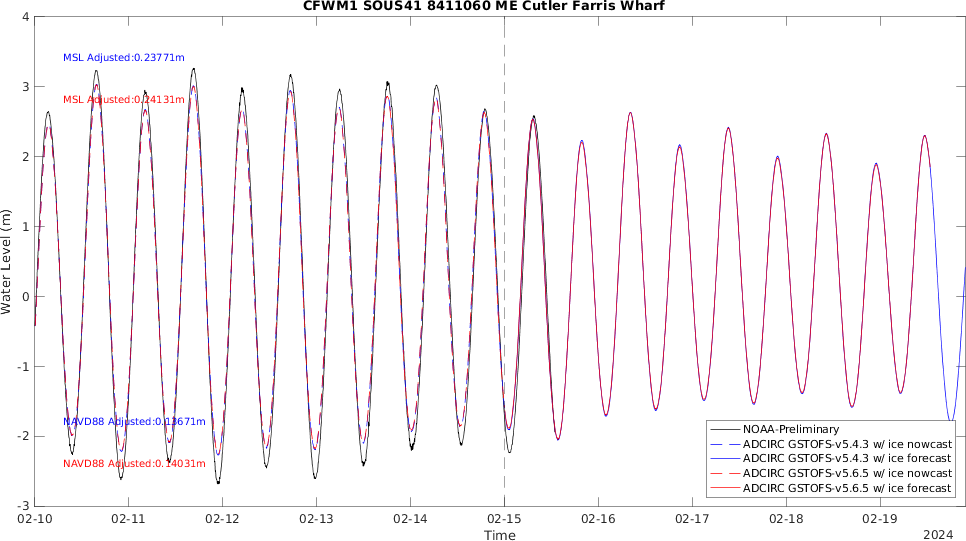 CFWM1 SOUS41 8411060 ME Cutler Farris Wharf
4
3
2
1
0
-1
-2
-3
Water Level (m)
MSL Adjusted:0.23771m
MSL Adjusted:0.24131m
NAVD88 Adjusted:0.13671m
NAVD88 Adjusted:0.14031m
NOAA-Preliminary
ADCIRC GSTOFS-v5.4.3 w/ ice nowcast
ADCIRC GSTOFS-v5.4.3 w/ ice forecast
ADCIRC GSTOFS-v5.6.5 w/ ice nowcast
ADCIRC GSTOFS-v5.6.5 w/ ice forecast
02-10 02-11 02-12 02-13 02-14 02-15 02-16 02-17 02-18 02-19
Time
2024